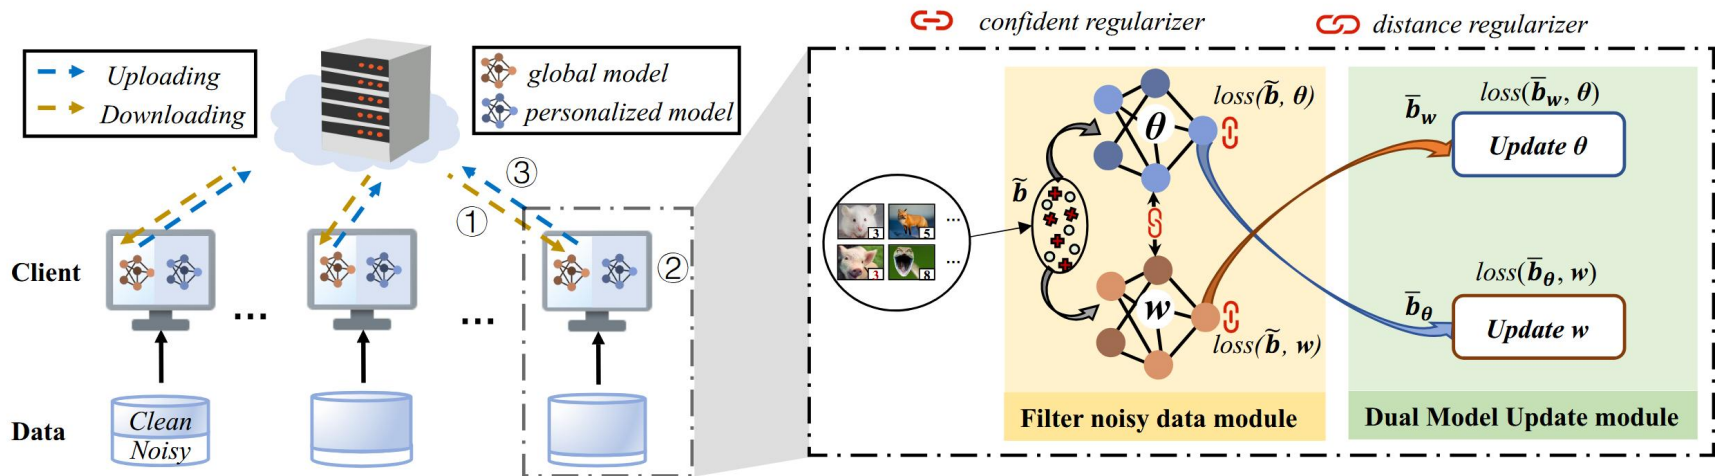 confident regularizer
distance regularizer
Uploading
Downloading
global model
personalized model
①
②
③
Client
...
...
Data
Clean
Noisy
b̃
3
5
...
3
8
...
θ
w
loss(b̃, θ)
loss(b̃, w)
Filter noisy data module
b̅w
loss(b̅w, θ)
Update θ
loss(b̅θ, w)
b̅θ
Update w
Dual Model Update module